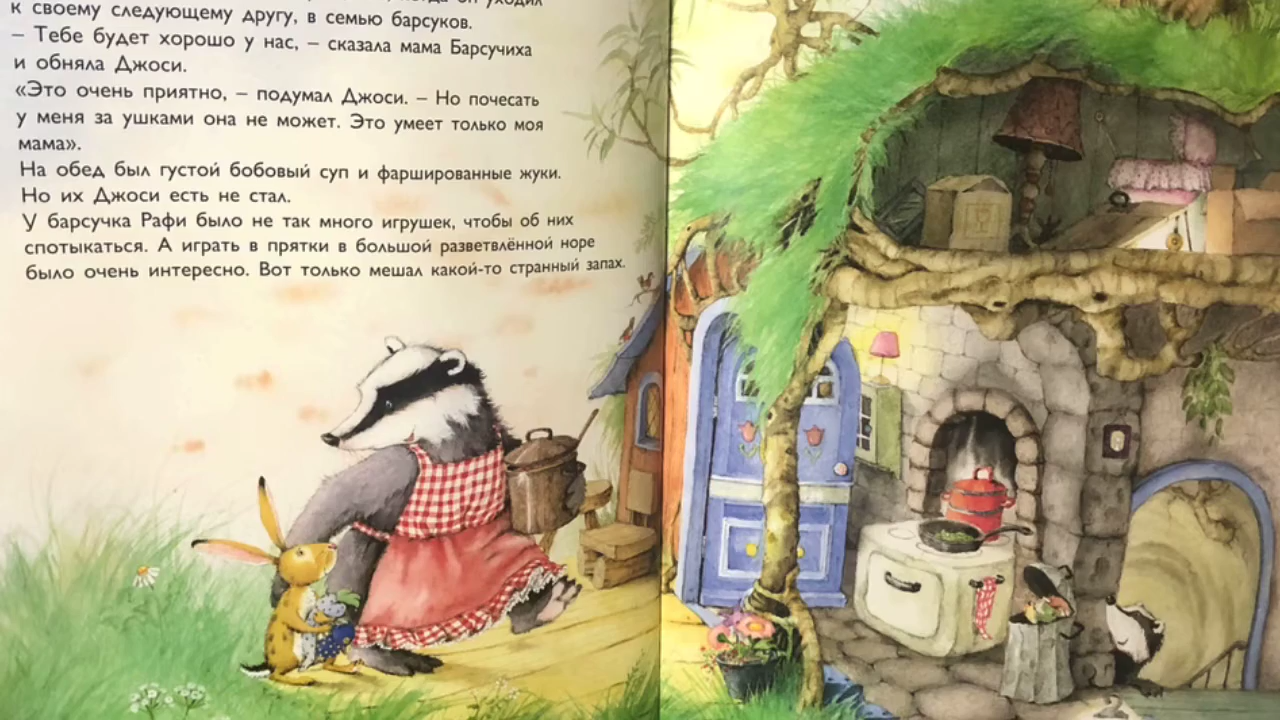 к своему следующему другу, в семью барсуков.
– Тебе будет хорошо у нас, – сказала мама Барсучиха
и обняла Джоси.
«Это очень приятно, – подумал Джоси. – Но почесать
у меня за ушками она не может. Это умеет только моя
мама».
На обед был густой бобовый суп и фаршированные жуки.
Но их Джоси есть не стал.
У барсучка Рафи было не так много игрушек, чтобы об них
спотыкаться. А играть в прятки в большой разветвлённой норе
было очень интересно. Вот только мешал какой-то странный запах.